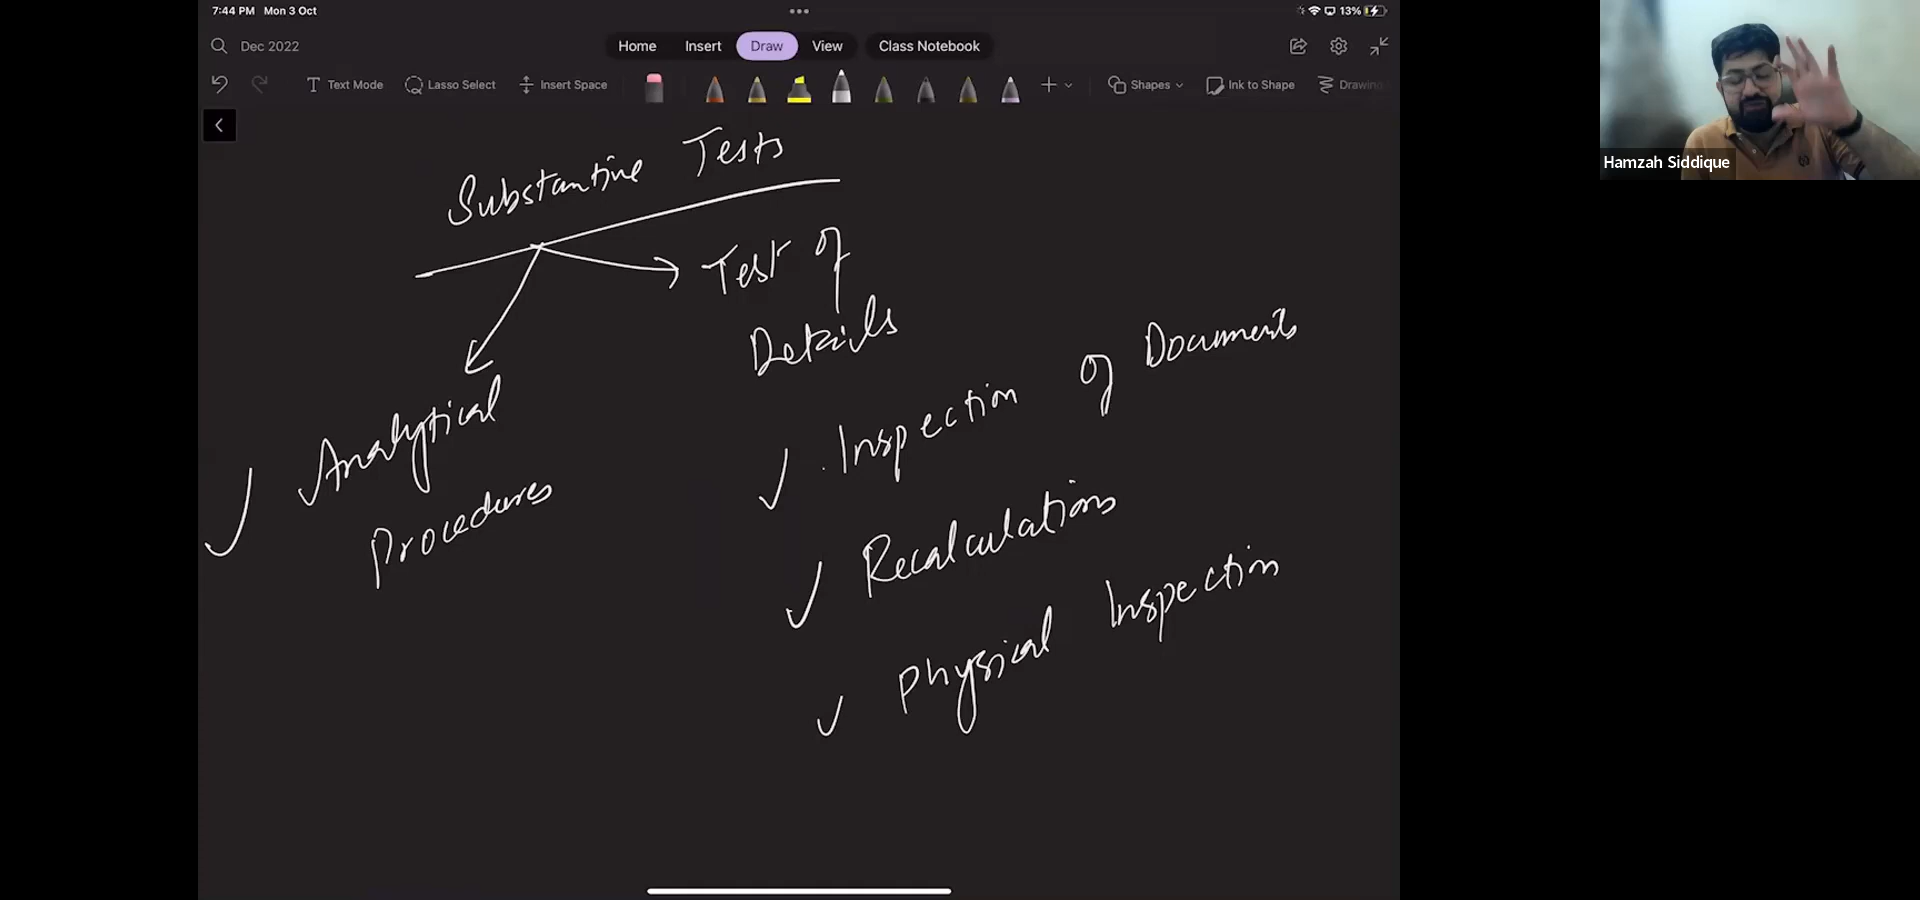 7:44 PM Mon 3 Oct
13%
Dec 2022
Home Insert Draw View Class Notebook
Text Mode Lasso Select Insert Space Shapes Ink to Shape Drawing
Hamzah Siddique
Substantive Tests
Test of
Details
Analytical
Procedures
Inspection of Documents
Recalculations
Physical Inspection